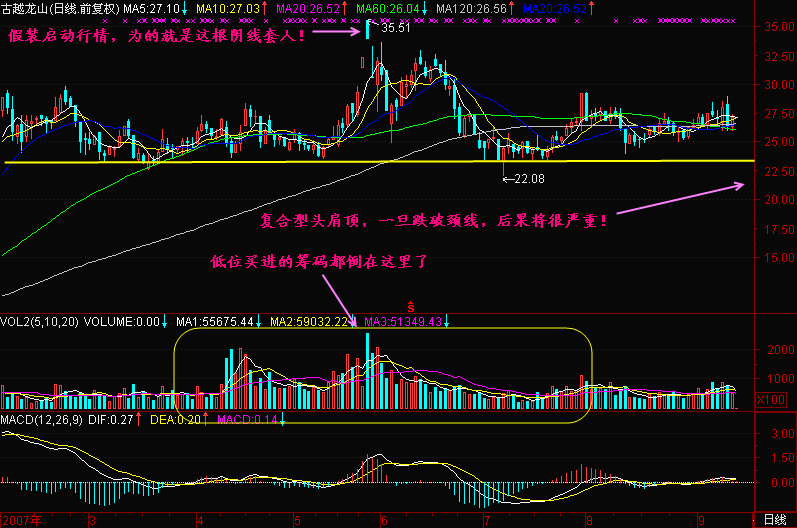 古越龙山(日线.前复权) MA5:27.10↓ MA10:27.03↑ MA20:26.52↑ MA60:26.04↓ MA120:26.56↑ MA20:26.52↑
假装启动行情，为的就是这根阴线套人！
35.51
35.00
32.50
30.00
27.50
25.00
22.50
22.08
20.00
复合型头肩顶，一旦跌破颈线，后果将很严重！
17.50
低位买进的筹码都倒在这里了
15.00
S
VOL2(5,10,20) VOLUME:0.00↓ MA1:55675.44↓ MA2:59032.22↓ MA3:51349.43↓
2000
1000
X100
MACD(12,26,9) DIF:0.27↑ DEA:0.20↑ MACD:0.14↓
3.00
1.50
0.00
2007年 3 4 5 6 7 8 9 日线